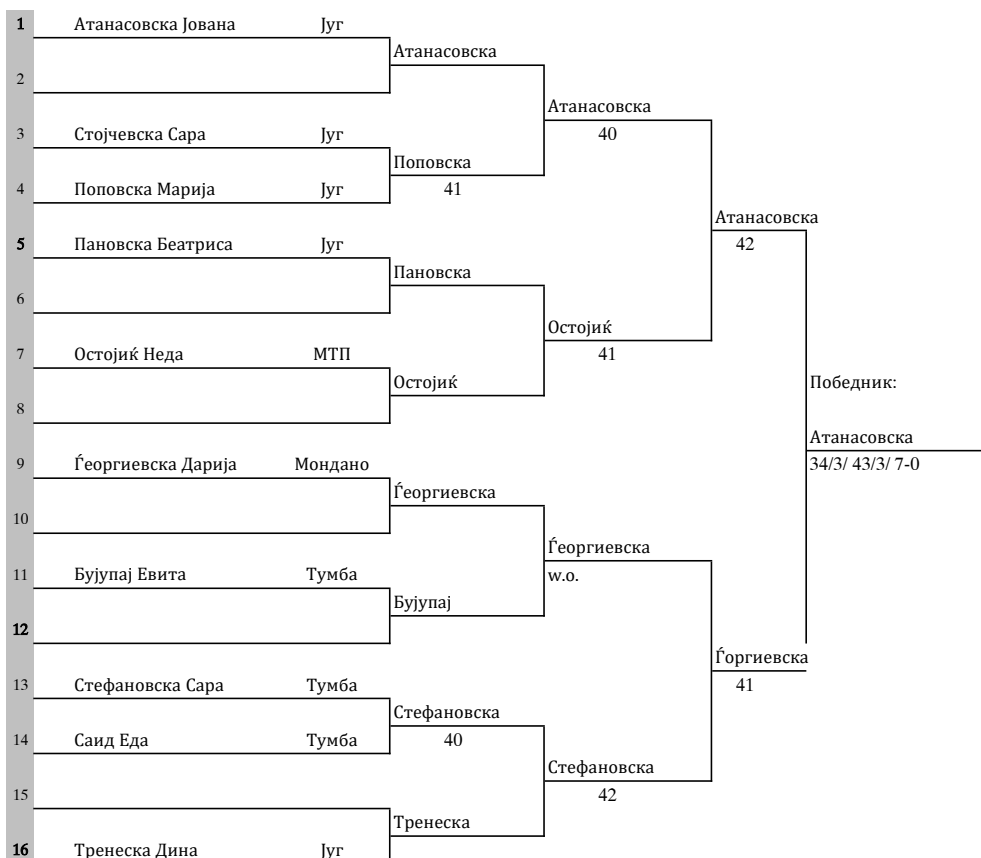 1 Атанасовска Јована Југ
Атанасовска
2
Атанасовска
3 Стојчевска Сара Југ
40
Поповска
4 Поповска Марија Југ
41
Атанасовска
5 Пановска Беатриса Југ
42
Пановска
6
Остојиќ
7 Остојиќ Неда МТП
41
Остојиќ
Победник:
8
Атанасовска
9 Ѓеоргиевска Дарија Мондано
34/3/ 43/3/ 7-0
Ѓеоргиевска
10
Ѓеоргиевска
11 Бујупај Евита Тумба
w.o.
Бујупај
12
Ѓоргиевска
13 Стефановска Сара Тумба
41
Стефановска
14 Саид Еда Тумба
40
Стефановска
15
42
Тренеска
16 Тренеска Дина Југ